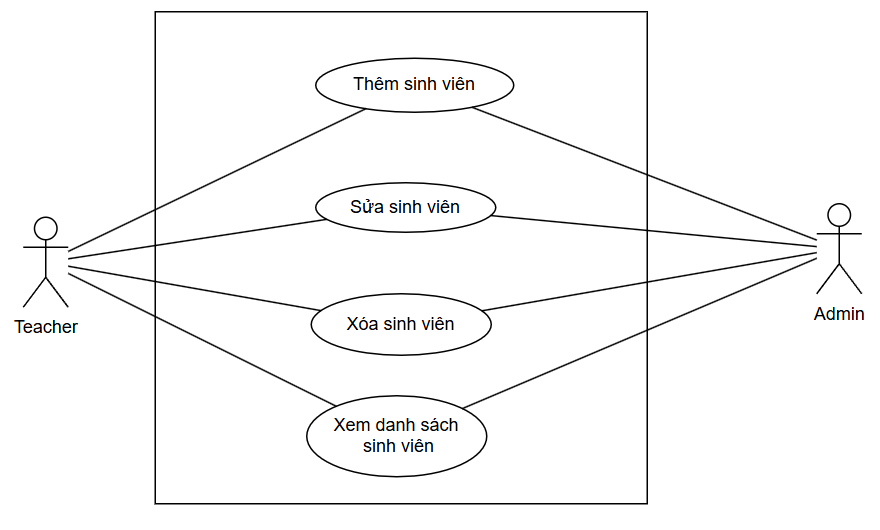 Thêm sinh viên
Sửa sinh viên
Xóa sinh viên
Xem danh sách
sinh viên
Teacher
Admin